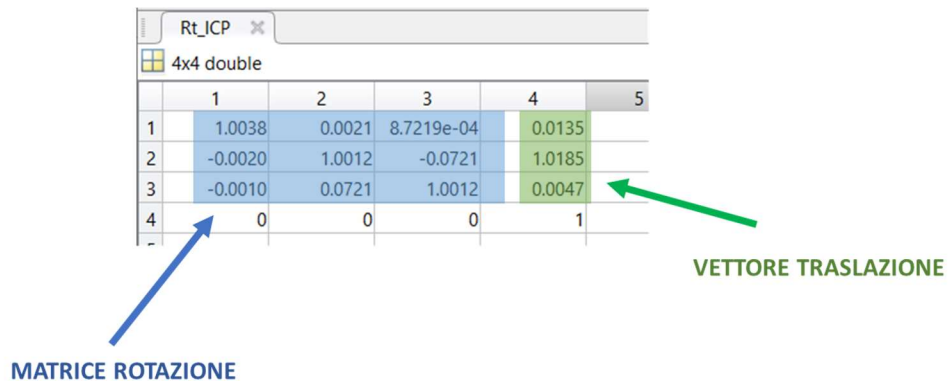 Rt_ICP
4x4 double
1 2 3 4 5
1 1.0038 0.0021 8.7219e-04 0.0135
2 -0.0020 1.0012 -0.0721 1.0185
3 -0.0010 0.0721 1.0012 0.0047
4 0 0 0 1
VETTORE TRASLAZIONE
MATRICE ROTAZIONE